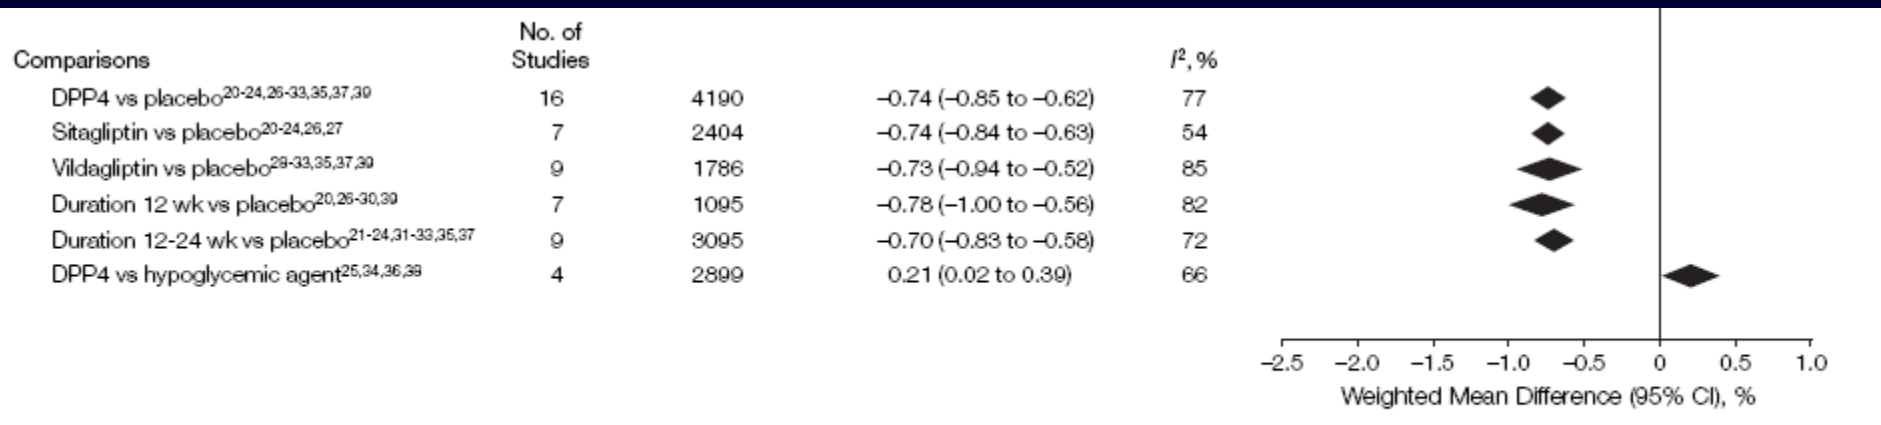 No. of
Comparisons Studies I², %
DPP4 vs placebo20-24,26-33,35,37,39 16 4190 –0.74 (–0.85 to –0.62) 77
Sitagliptin vs placebo20-24,26,27 7 2404 –0.74 (–0.84 to –0.63) 54
Vildagliptin vs placebo28-33,35,37,39 9 1786 –0.73 (–0.94 to –0.52) 85
Duration 12 wk vs placebo20,26-30,39 7 1095 –0.78 (–1.00 to –0.56) 82
Duration 12-24 wk vs placebo21-24,31-33,35,37 9 3095 –0.70 (–0.83 to –0.58) 72
DPP4 vs hypoglycemic agent25,34,36,38 4 2899 0.21 (0.02 to 0.39) 66
–2.5 –2.0 –1.5 –1.0 –0.5 0 0.5 1.0
Weighted Mean Difference (95% CI), %